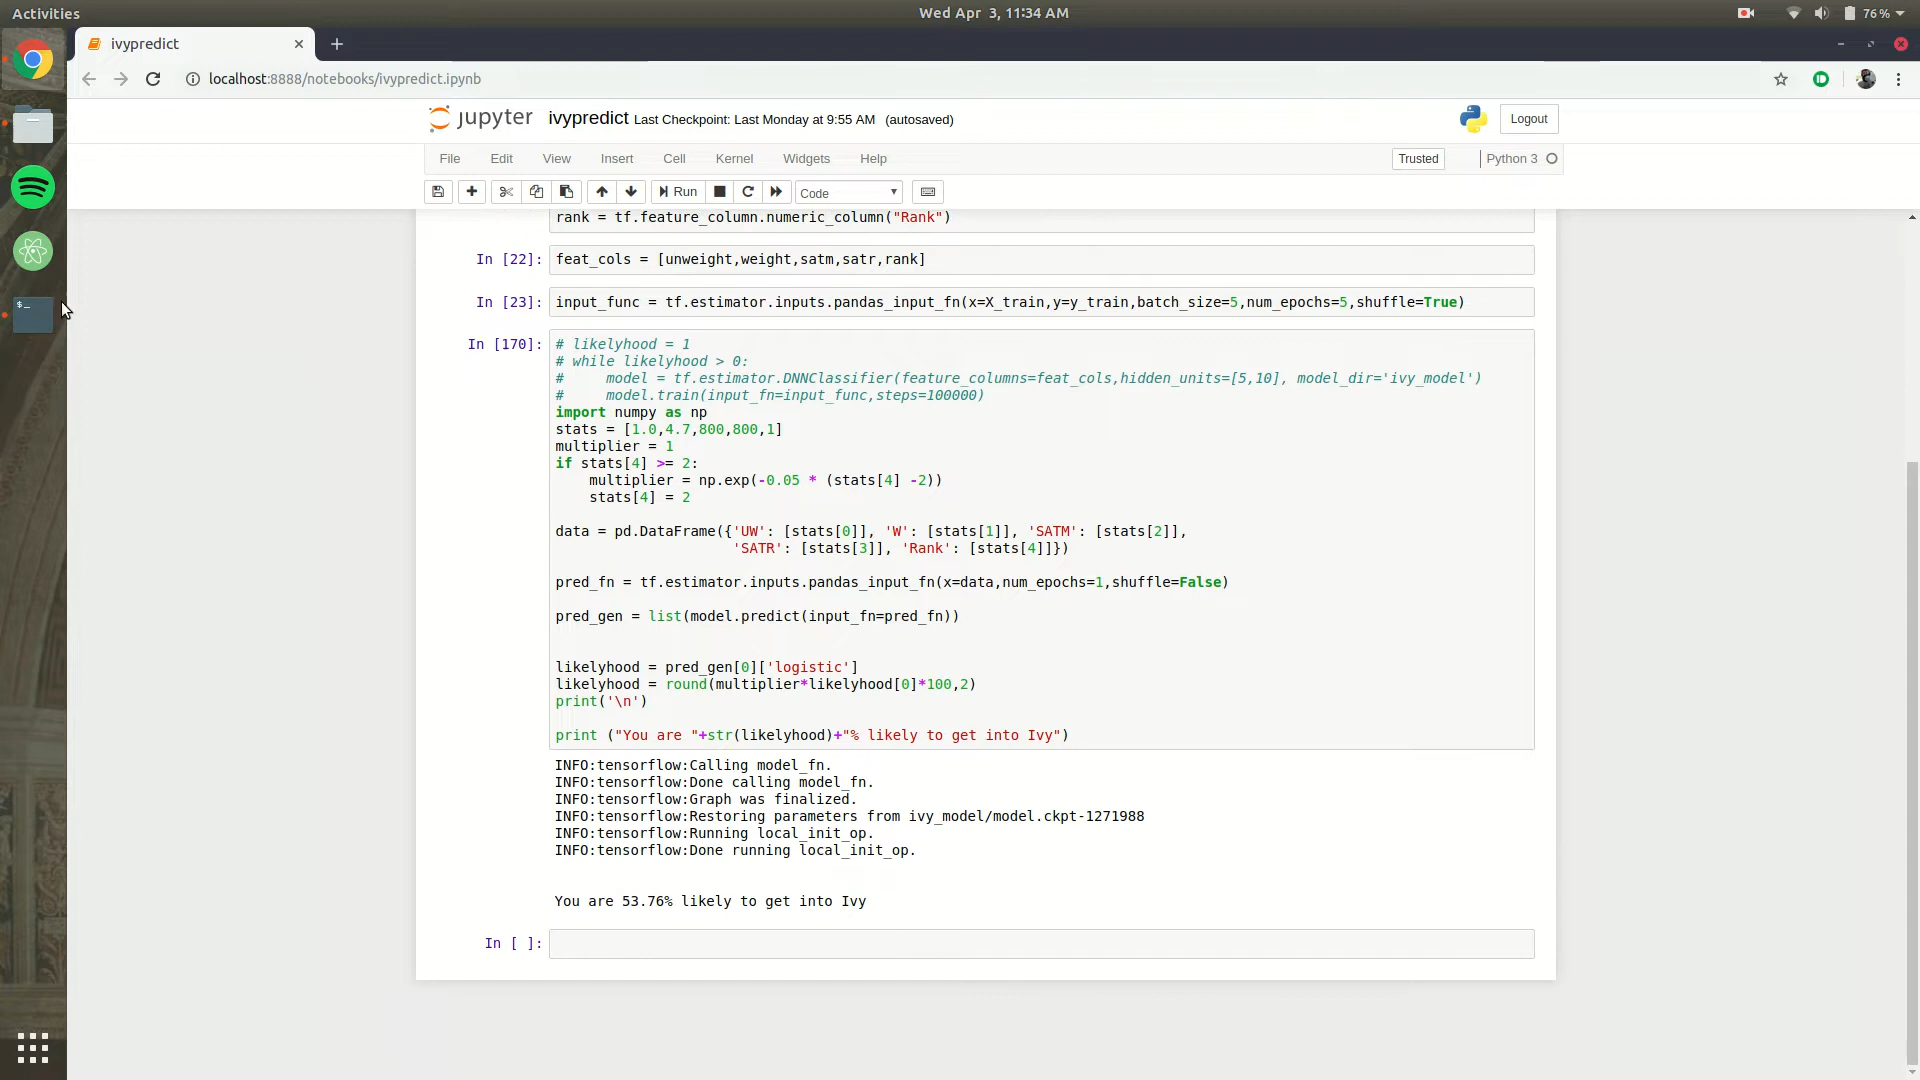 Activities
Wed Apr 3, 11:34 AM
76%
ivypredict
localhost:8888/notebooks/ivypredict.ipynb
jupyter ivypredict Last Checkpoint: Last Monday at 9:55 AM (autosaved)
Logout
File Edit View Insert Cell Kernel Widgets Help
Trusted
Python 3
Run
Code
rank = tf.feature_column.numeric_column("Rank")
In [22]: feat_cols = [unweight,weight,satm,satr,rank]
In [23]: input_func = tf.estimator.inputs.pandas_input_fn(x=X_train,y=y_train,batch_size=5,num_epochs=5,shuffle=True)
In [170]: # likelyhood = 1
# while likelyhood > 0:
#     model = tf.estimator.DNNClassifier(feature_columns=feat_cols,hidden_units=[5,10], model_dir='ivy_model')
#     model.train(input_fn=input_func,steps=100000)
import numpy as np
stats = [1.0,4.7,800,800,1]
multiplier = 1
if stats[4] >= 2:
    multiplier = np.exp(-0.05 * (stats[4] -2))
    stats[4] = 2
data = pd.DataFrame({'UW': [stats[0]], 'W': [stats[1]], 'SATM': [stats[2]],
                     'SATR': [stats[3]], 'Rank': [stats[4]]})
pred_fn = tf.estimator.inputs.pandas_input_fn(x=data,num_epochs=1,shuffle=False)
pred_gen = list(model.predict(input_fn=pred_fn))
likelyhood = pred_gen[0]['logistic']
likelyhood = round(multiplier*likelyhood[0]*100,2)
print('\n')
print ("You are "+str(likelyhood)+"% likely to get into Ivy")
INFO:tensorflow:Calling model_fn.
INFO:tensorflow:Done calling model_fn.
INFO:tensorflow:Graph was finalized.
INFO:tensorflow:Restoring parameters from ivy_model/model.ckpt-1271988
INFO:tensorflow:Running local_init_op.
INFO:tensorflow:Done running local_init_op.
You are 53.76% likely to get into Ivy
In [ ]:
$_